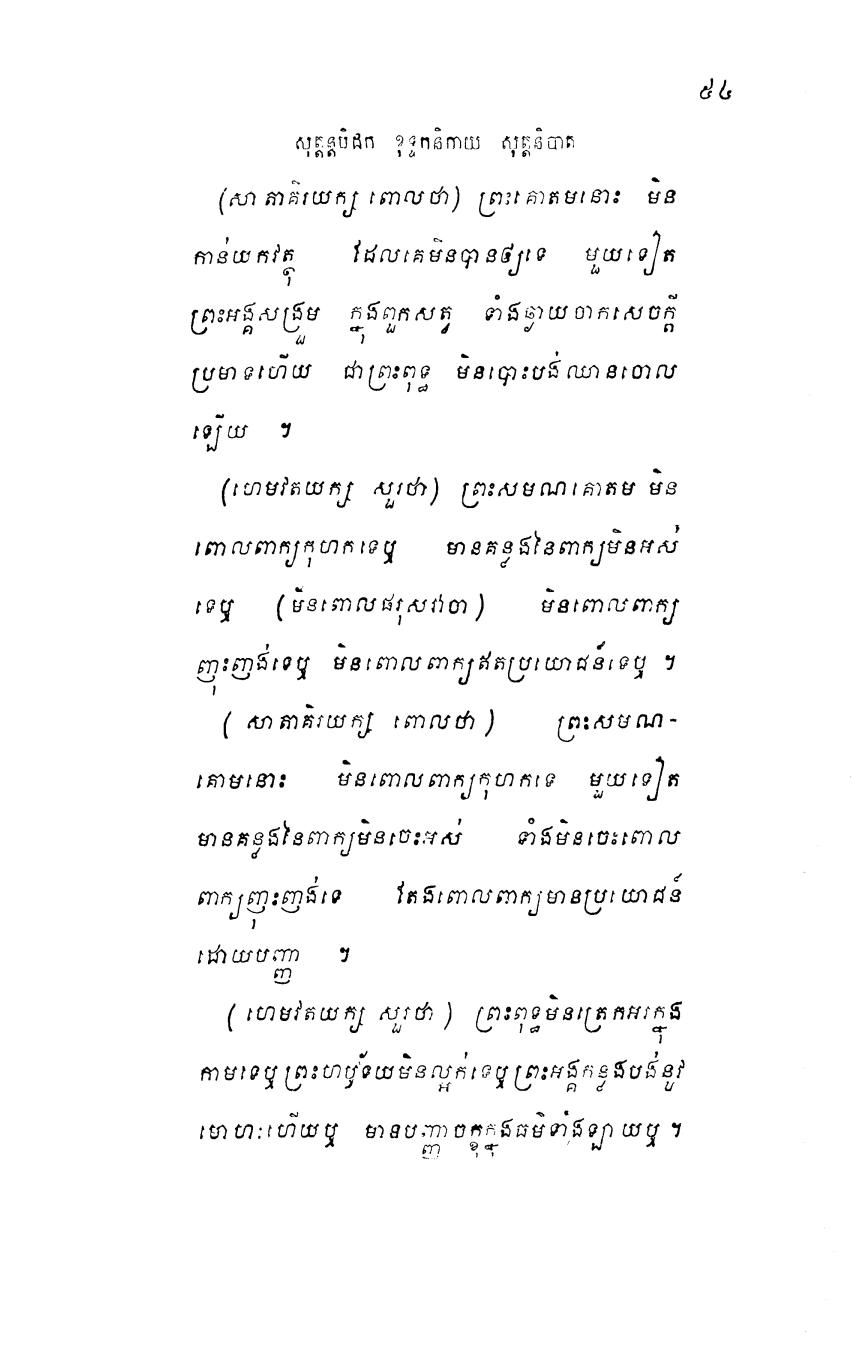 ៥៤
សុត្តន្តបិដក ខុទ្ទកនិកាយ សុត្តនិបាត
(សាតាគិរយក្ស ពោលថា) ព្រះគោតមនោះ មិន
កាន់យកវត្ថុ ដែលគេមិនបានឲ្យទេ មួយទៀត
ព្រះអង្គសង្រួម ក្នុងពួកសត្វ ទាំងឆ្ងាយចាកសេចក្តី
ប្រមាទហើយ ជាព្រះពុទ្ធ មិនបោះបង់ឈានចោល
ឡើយ ។
(ហេមវតយក្ស សួរថា) ព្រះសមណគោតម មិន
ពោលពាក្យកុហកទេឬ មានគន្លងនៃពាក្យមិនអស់
ទេឬ (មិនពោលផរុសវាចា) មិនពោលពាក្យ
ញុះញង់ទេឬ មិនពោលពាក្យឥតប្រយោជន៍ទេឬ ។
( សាតាគិរយក្ស ពោលថា ) ព្រះសមណ-
គោមនោះ មិនពោលពាក្យកុហកទេ មួយទៀត
មានគន្លងនៃពាក្យមិនចេះអស់ ទាំងមិនចេះពោល
ពាក្យញុះញង់ទេ តែងពោលពាក្យមានប្រយោជន៍
ដោយបញ្ញា ។
( ហេមវតយក្ស សួរថា ) ព្រះពុទ្ធមិនត្រេកអរក្នុង
កាមទេឬ ព្រះហឫទ័យមិនល្អក់ទេឬ ព្រះអង្គកន្លងបង់នូវ
មោហៈហើយឬ មានបញ្ញាចក្ខុក្នុងធម៌ទាំងឡាយឬ ។